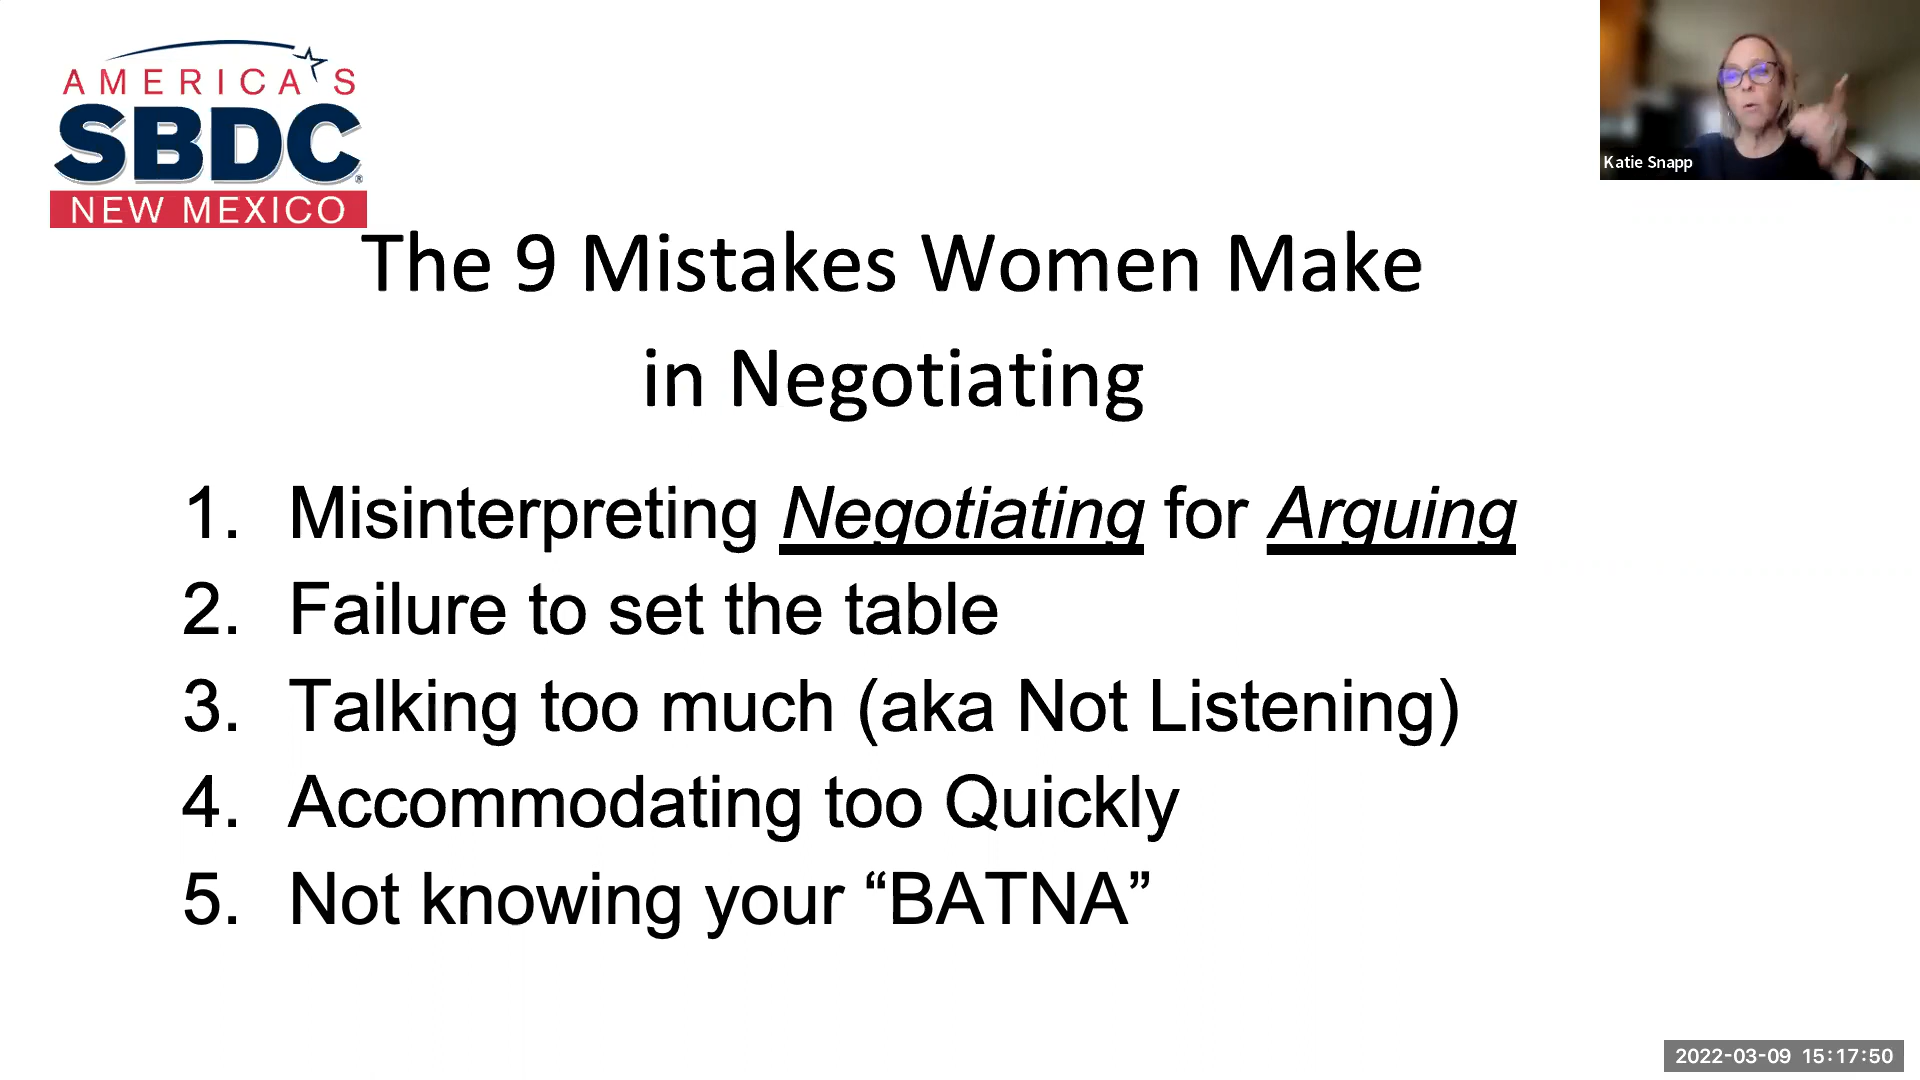 AMERICA'S
SBDC®
NEW MEXICO
Katie Snapp
The 9 Mistakes Women Make
in Negotiating
1. Misinterpreting Negotiating for Arguing
2. Failure to set the table
3. Talking too much (aka Not Listening)
4. Accommodating too Quickly
5. Not knowing your “BATNA”
2022-03-09 15:17:50